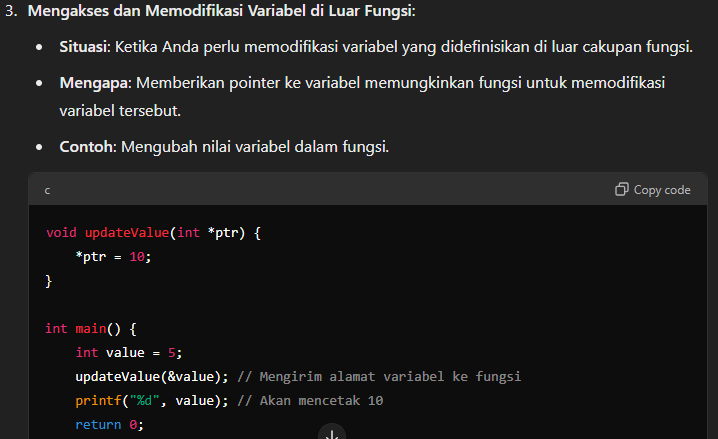 3. Mengakses dan Memodifikasi Variabel di Luar Fungsi:
• Situasi: Ketika Anda perlu memodifikasi variabel yang didefinisikan di luar cakupan fungsi.
• Mengapa: Memberikan pointer ke variabel memungkinkan fungsi untuk memodifikasi
variabel tersebut.
• Contoh: Mengubah nilai variabel dalam fungsi.
c Copy code
void updateValue(int *ptr) {
    *ptr = 10;
}
int main() {
    int value = 5;
    updateValue(&value); // Mengirim alamat variabel ke fungsi
    printf("%d", value); // Akan mencetak 10
    return 0;